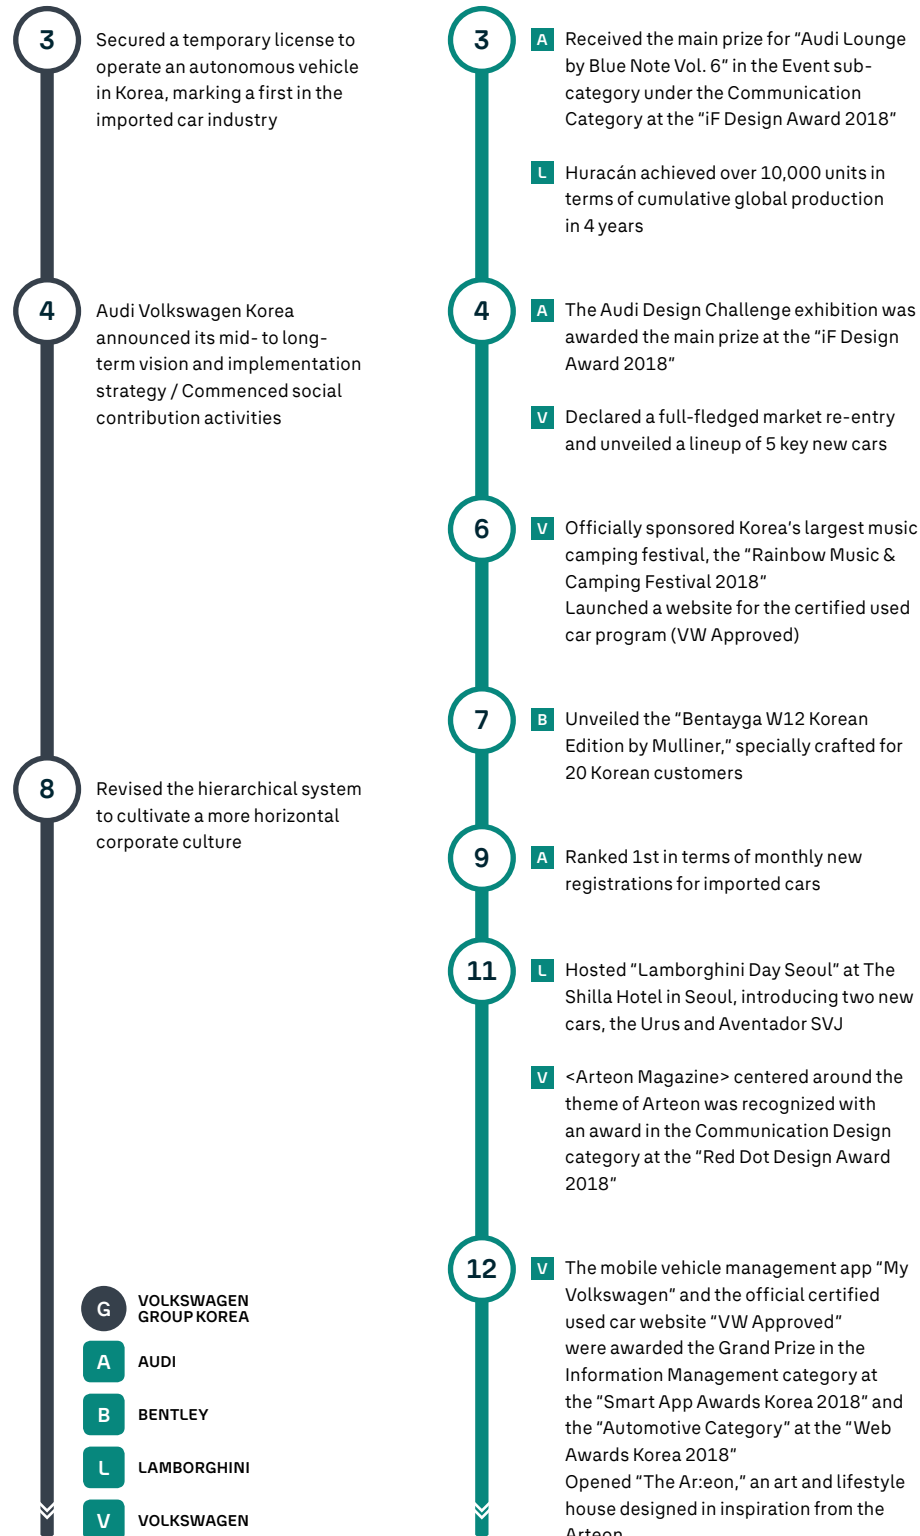 3
Secured a temporary license to
operate an autonomous vehicle
in Korea, marking a first in the
imported car industry
4
Audi Volkswagen Korea
announced its mid- to long-
term vision and implementation
strategy / Commenced social
contribution activities
8
Revised the hierarchical system
to cultivate a more horizontal
corporate culture
G
VOLKSWAGEN
GROUP KOREA
A AUDI
B BENTLEY
L LAMBORGHINI
V VOLKSWAGEN
3
A Received the main prize for “Audi Lounge
by Blue Note Vol. 6” in the Event sub-
category under the Communication
Category at the “iF Design Award 2018”
L Huracán achieved over 10,000 units in
terms of cumulative global production
in 4 years
4
A The Audi Design Challenge exhibition was
awarded the main prize at the “iF Design
Award 2018”
V Declared a full-fledged market re-entry
and unveiled a lineup of 5 key new cars
6
V Officially sponsored Korea’s largest music
camping festival, the “Rainbow Music &
Camping Festival 2018”
Launched a website for the certified used
car program (VW Approved)
7
B Unveiled the “Bentayga W12 Korean
Edition by Mulliner,” specially crafted for
20 Korean customers
9
A Ranked 1st in terms of monthly new
registrations for imported cars
11
L Hosted “Lamborghini Day Seoul” at The
Shilla Hotel in Seoul, introducing two new
cars, the Urus and Aventador SVJ
V <Arteon Magazine> centered around the
theme of Arteon was recognized with
an award in the Communication Design
category at the “Red Dot Design Award
2018”
12
V The mobile vehicle management app “My
Volkswagen” and the official certified
used car website “VW Approved”
were awarded the Grand Prize in the
Information Management category at
the “Smart App Awards Korea 2018” and
the “Automotive Category” at the “Web
Awards Korea 2018”
Opened “The Ar:eon,” an art and lifestyle
house designed in inspiration from the
Arteon